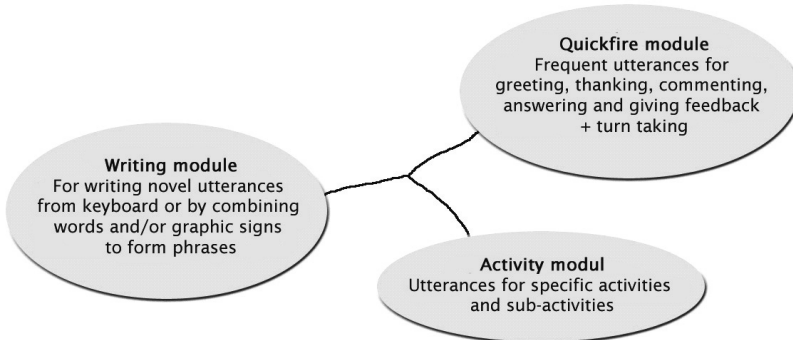 Quickfire module
Frequent utterances for
greeting, thanking, commenting,
answering and giving feedback
+ turn taking
Writing module
For writing novel utterances
from keyboard or by combining
words and/or graphic signs
to form phrases
Activity modul
Utterances for specific activities
and sub-activities